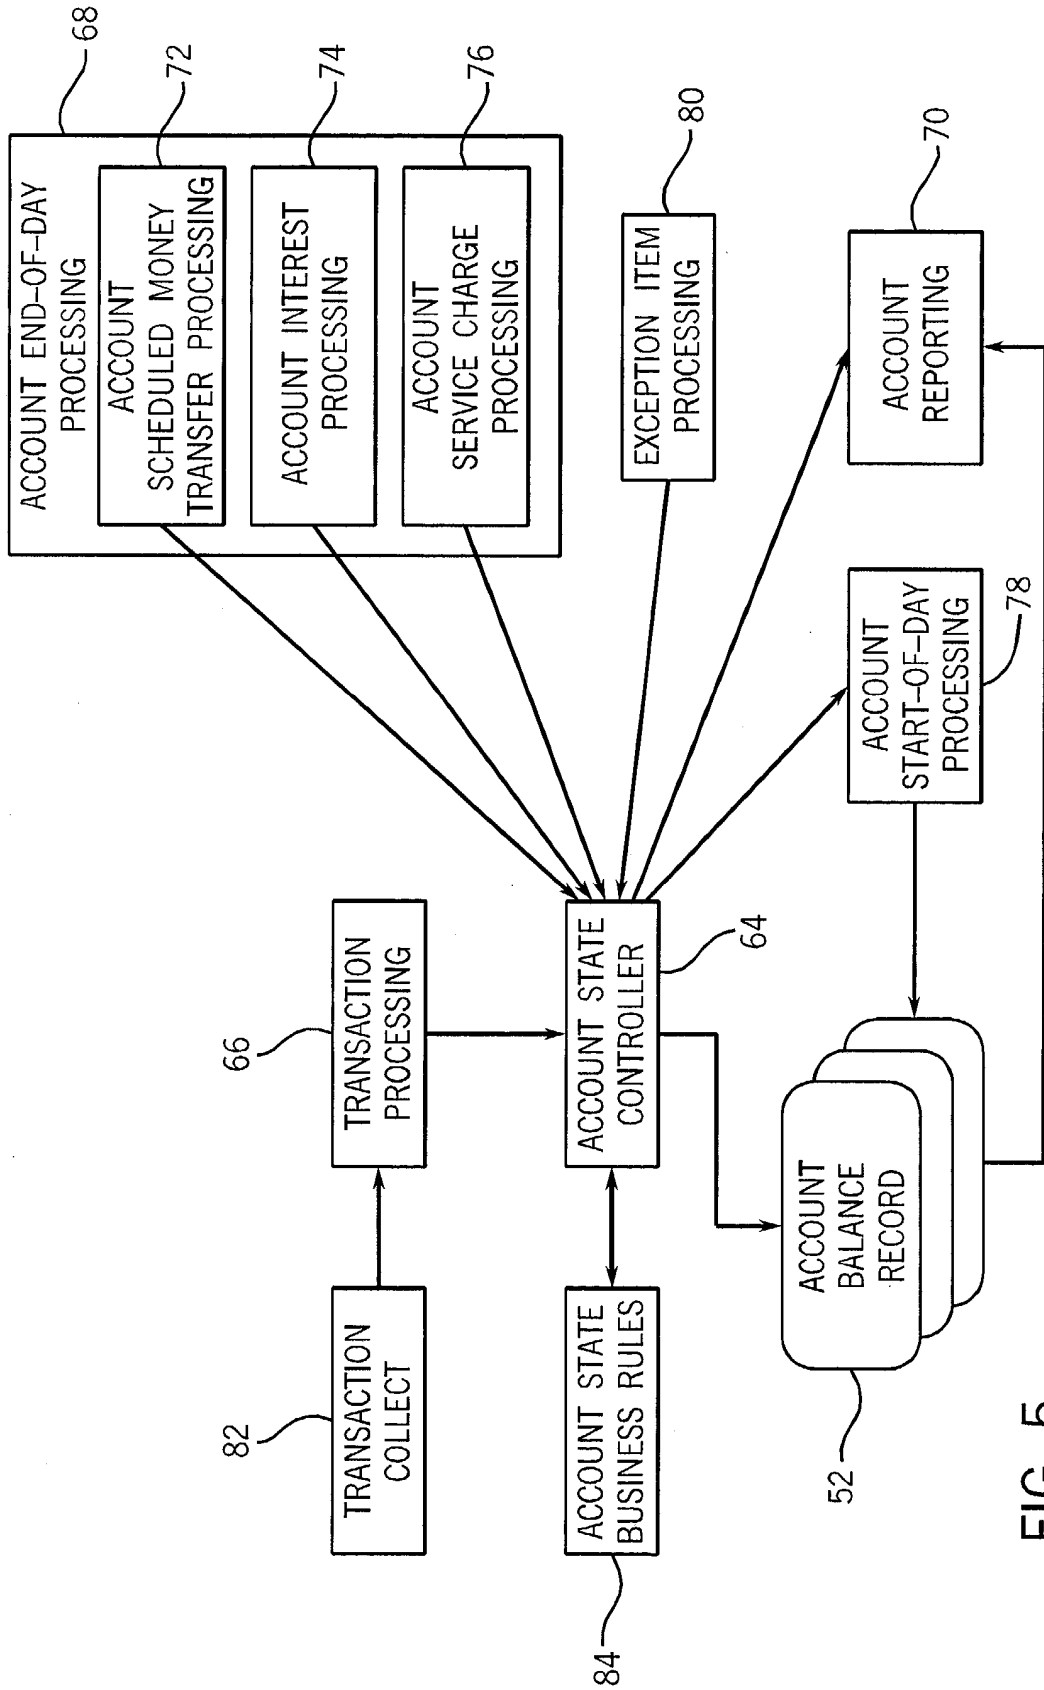 ACCOUNT END-OF-DAY
PROCESSING
68
ACCOUNT
SCHEDULED MONEY
TRANSFER PROCESSING
72
ACCOUNT INTEREST
PROCESSING
74
ACCOUNT
SERVICE CHARGE
PROCESSING
76
EXCEPTION ITEM
PROCESSING
80
ACCOUNT
REPORTING
70
82
TRANSACTION
COLLECT
66
TRANSACTION
PROCESSING
84
ACCOUNT STATE
BUSINESS RULES
ACCOUNT STATE
CONTROLLER
64
52
ACCOUNT
BALANCE
RECORD
ACCOUNT
START-OF-DAY
PROCESSING
78
FIG. 5